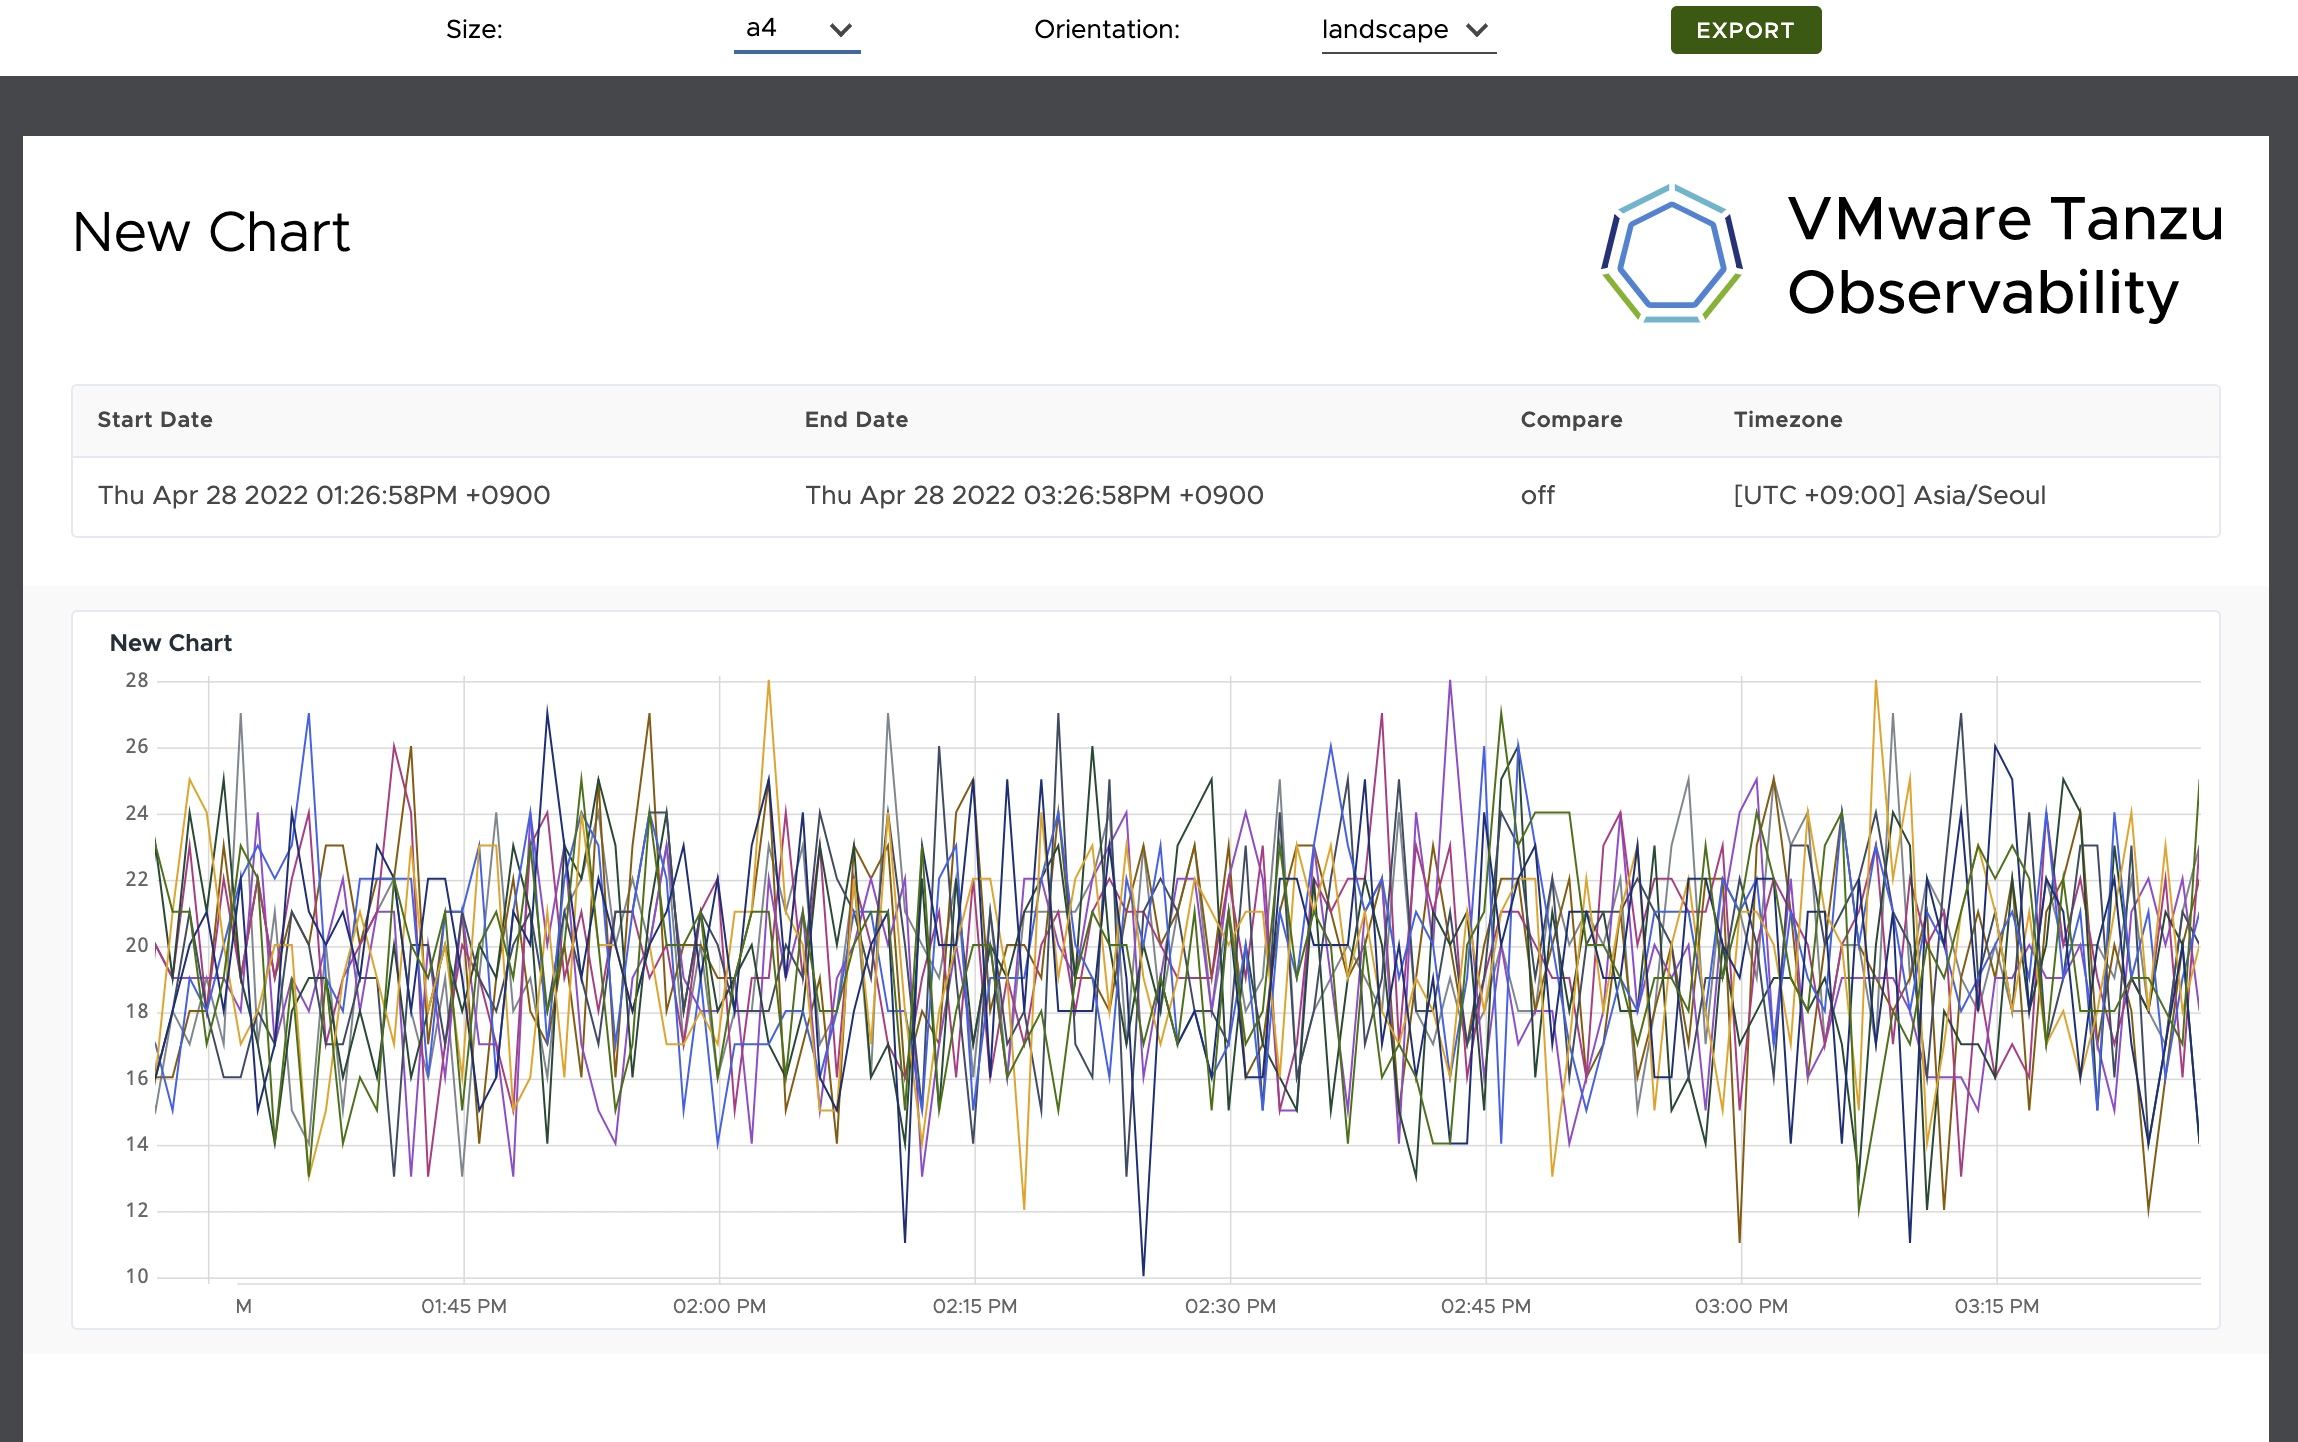 Size: a4 Orientation: landscape EXPORT
New Chart
VMware Tanzu
Observability
Start Date End Date Compare Timezone
Thu Apr 28 2022 01:26:58PM +0900 Thu Apr 28 2022 03:26:58PM +0900 off [UTC +09:00] Asia/Seoul
New Chart
28
26
24
22
20
18
16
14
12
10
M 01:45 PM 02:00 PM 02:15 PM 02:30 PM 02:45 PM 03:00 PM 03:15 PM